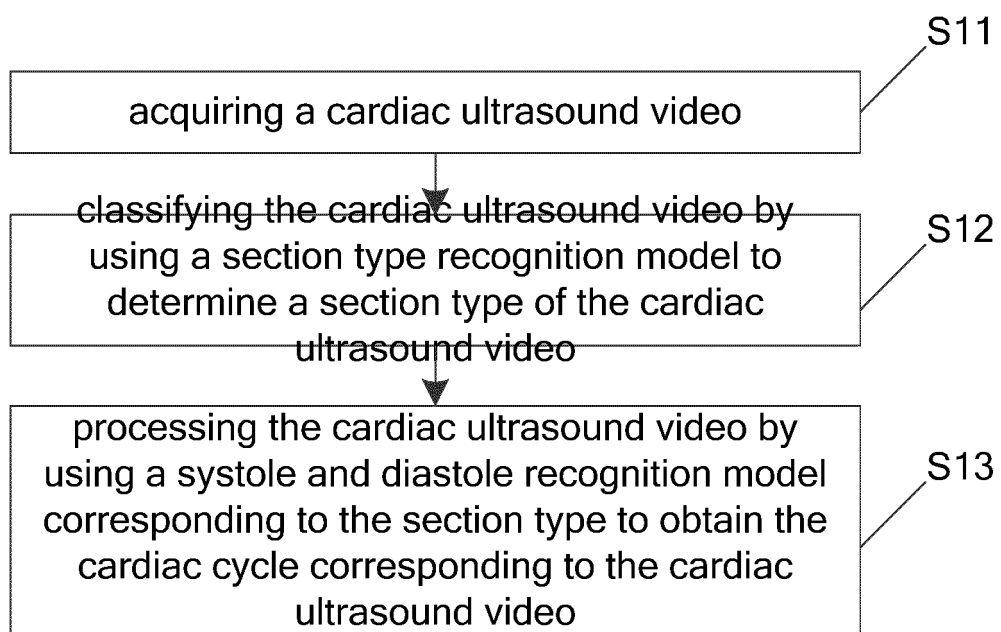 S11
acquiring a cardiac ultrasound video
classifying the cardiac ultrasound video by
using a section type recognition model to
determine a section type of the cardiac
ultrasound video
S12
processing the cardiac ultrasound video by
using a systole and diastole recognition model
corresponding to the section type to obtain the
cardiac cycle corresponding to the cardiac
ultrasound video
S13